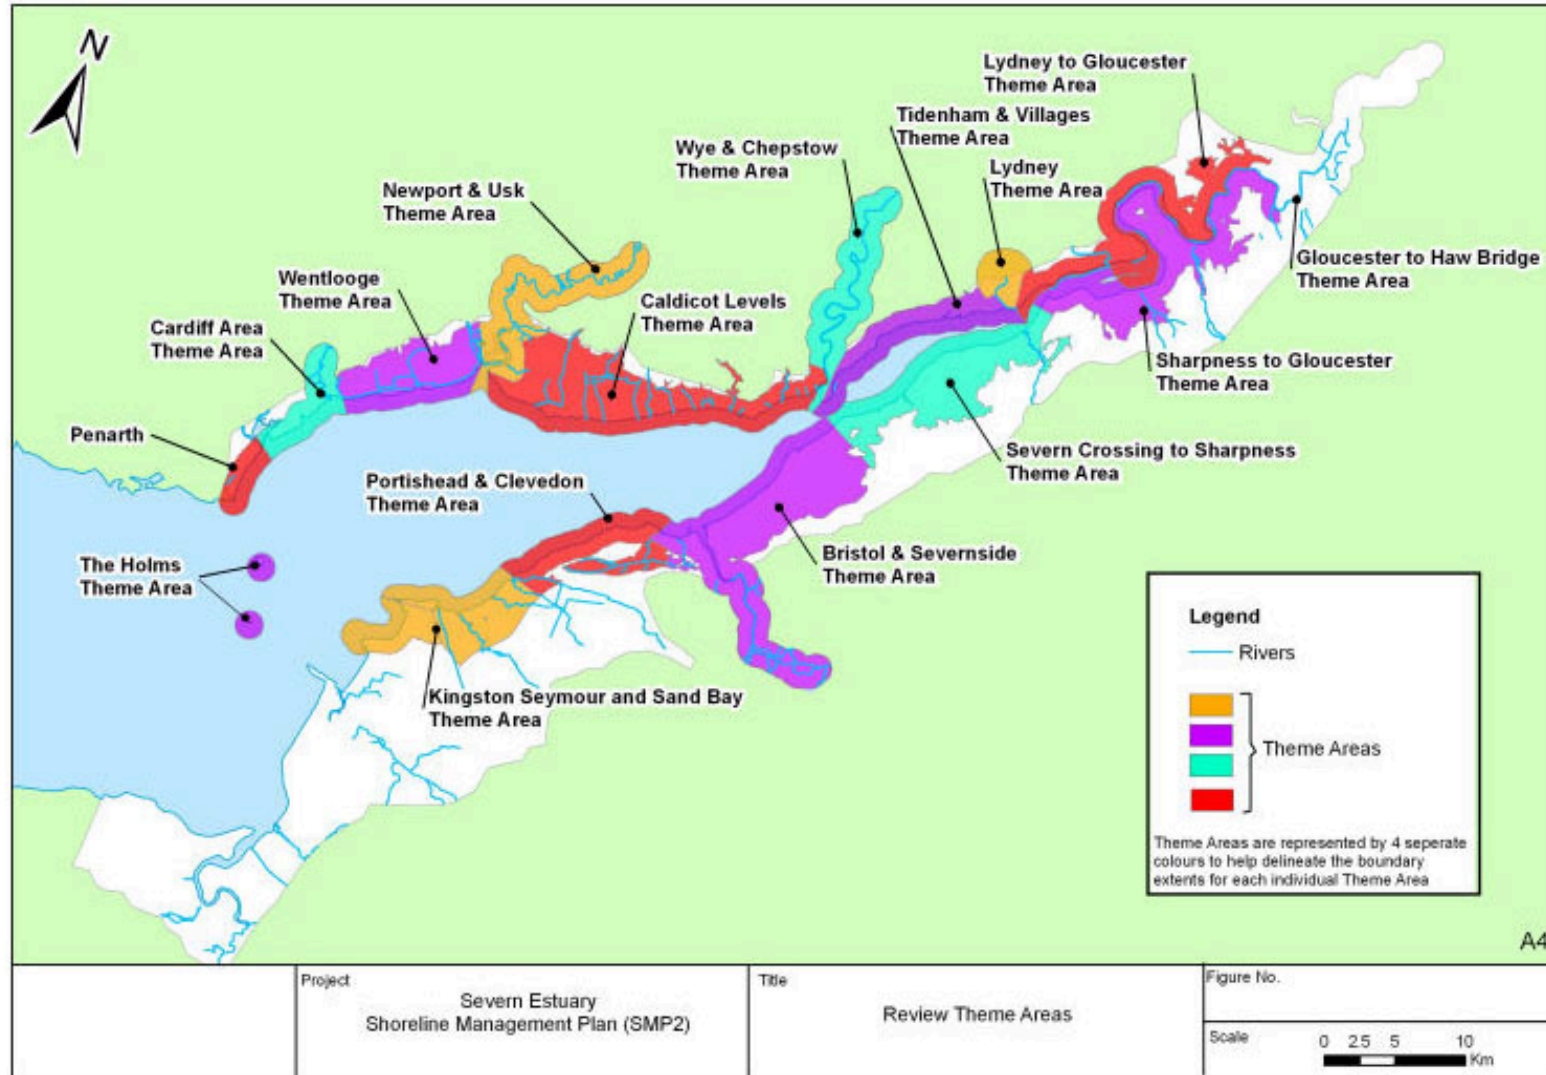 N
Lydney to Gloucester
Theme Area
Tidenham & Villages
Theme Area
Wye & Chepstow
Theme Area
Lydney
Theme Area
Newport & Usk
Theme Area
Gloucester to Haw Bridge
Theme Area
Wentlooge
Theme Area
Caldicot Levels
Theme Area
Cardiff Area
Theme Area
Sharpness to Gloucester
Theme Area
Penarth
Severn Crossing to Sharpness
Theme Area
Portishead & Clevedon
Theme Area
Bristol & Severnside
Theme Area
The Holms
Theme Area
Kingston Seymour and Sand Bay
Theme Area
Legend
Rivers
Theme Areas
Theme Areas are represented by 4 seperate
colours to help delineate the boundary
extents for each individual Theme Area
A4
Project
Severn Estuary
Shoreline Management Plan (SMP2)
Title
Review Theme Areas
Figure No.
Scale
0 2.5 5 10
Km